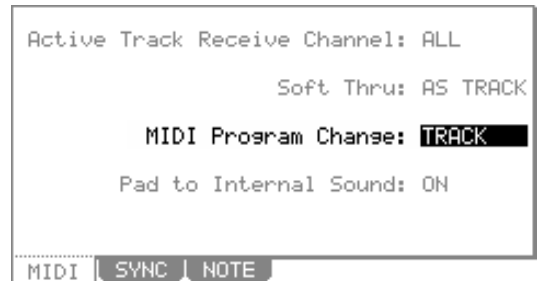 Active Track Receive Channel: ALL
Soft Thru: AS TRACK
MIDI Program Change: TRACK
Pad to Internal Sound: ON
MIDI SYNC NOTE